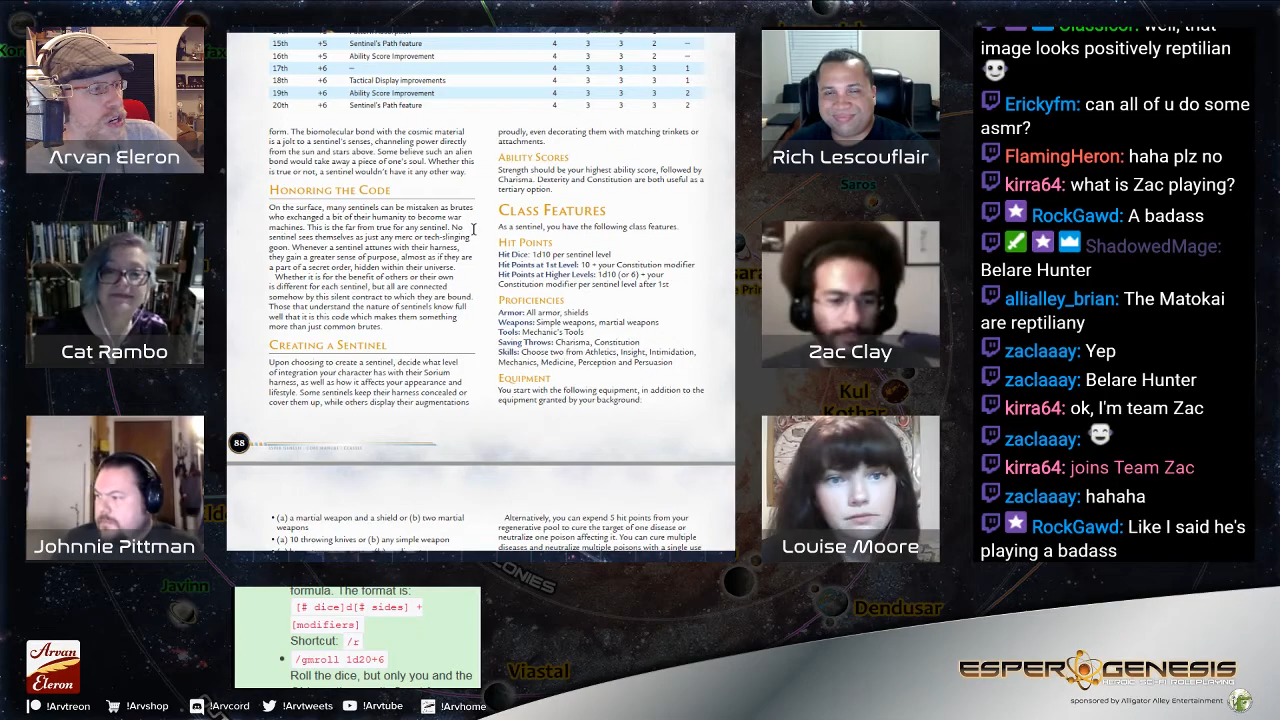 Arvan Eleron
Cat Rambo
Johnnie Pittman
15th +5 Sentinel's Path feature 4 3 3 2 –
16th +5 Ability Score Improvement 4 3 3 2 –
17th +6 – 4 3 3 3 1
18th +6 Tactical Display improvements 4 3 3 3 1
19th +6 Ability Score Improvement 4 3 3 3 2
20th +6 Sentinel's Path feature 4 3 3 3 2
form. The biomolecular bond with the cosmic material
is a jolt to a sentinel's senses, channeling power directly
from the sun and stars above. Some believe such an alien
bond would take away a piece of one's soul. Whether this
is true or not, a sentinel wouldn't have it any other way.
Honoring the Code
On the surface, many sentinels can be mistaken as brutes
who exchanged a bit of their humanity to become war
machines. This is the far from true for any sentinel. No
sentinel sees themselves as just any merc or tech-slinging
goon. Whenever a sentinel attunes with their harness,
they gain a greater sense of purpose, almost as if they are
a part of a secret order, hidden within their universe.
Whether it is for the benefit of others or their own
is different for each sentinel, but all are connected
somehow by this silent contract to which they are bound.
Those that understand the nature of sentinels know full
well that it is this code which makes them something
more than just common brutes.
Creating a Sentinel
Upon choosing to create a sentinel, decide what level
of integration your character has with their Sorium
harness, as well as how it affects your appearance and
lifestyle. Some sentinels keep their harness concealed or
cover them up, while others display their augmentations
proudly, even decorating them with matching trinkets or
attachments.
Ability Scores
Strength should be your highest ability score, followed by
Charisma. Dexterity and Constitution are both useful as a
tertiary option.
Class Features
As a sentinel, you have the following class features.
Hit Points
Hit Dice: 1d10 per sentinel level
Hit Points at 1st Level: 10 + your Constitution modifier
Hit Points at Higher Levels: 1d10 (or 6) + your
Constitution modifier per sentinel level after 1st
Proficiencies
Armor: All armor, shields
Weapons: Simple weapons, martial weapons
Tools: Mechanic's Tools
Saving Throws: Charisma, Constitution
Skills: Choose two from Athletics, Insight, Intimidation,
Mechanics, Medicine, Perception and Persuasion
Equipment
You start with the following equipment, in addition to the
equipment granted by your background:
88
• (a) a martial weapon and a shield or (b) two martial
weapons
• (a) 10 throwing knives or (b) any simple weapon
Alternatively, you can expend 5 hit points from your
regenerative pool to cure the target of one disease or
neutralize one poison affecting it. You can cure multiple
diseases and neutralize multiple poisons with a single use
Rich Lescouflair
Zac Clay
Louise Moore
Saros
Kul
Kothar
Javinn
Dendusar
Viastal
image looks positively reptilian
Erickyfm: can all of u do some
asmr?
FlamingHeron: haha plz no
kirra64: what is Zac playing?
RockGawd: A badass
ShadowedMage:
Belare Hunter
allialley_brian: The Matokai
are reptiliany
zaclaaay: Yep
zaclaaay: Belare Hunter
kirra64: ok, I'm team Zac
zaclaaay:
kirra64: joins Team Zac
zaclaaay: hahaha
RockGawd: Like I said he's
playing a badass
formula. The format is:
[# dice]d[# sides] +
[modifiers]
Shortcut: /r
• /gmroll 1d20+6
Roll the dice, but only you and the
Arvan
Eleron
!Artreon !Arvshop !Arvcord !Arvtweets !Arvtube !Arvhome
ESPER GENESIS
HEROIC SCI-FI ROLEPLAYING
sponsored by Alligator Alley Entertainment